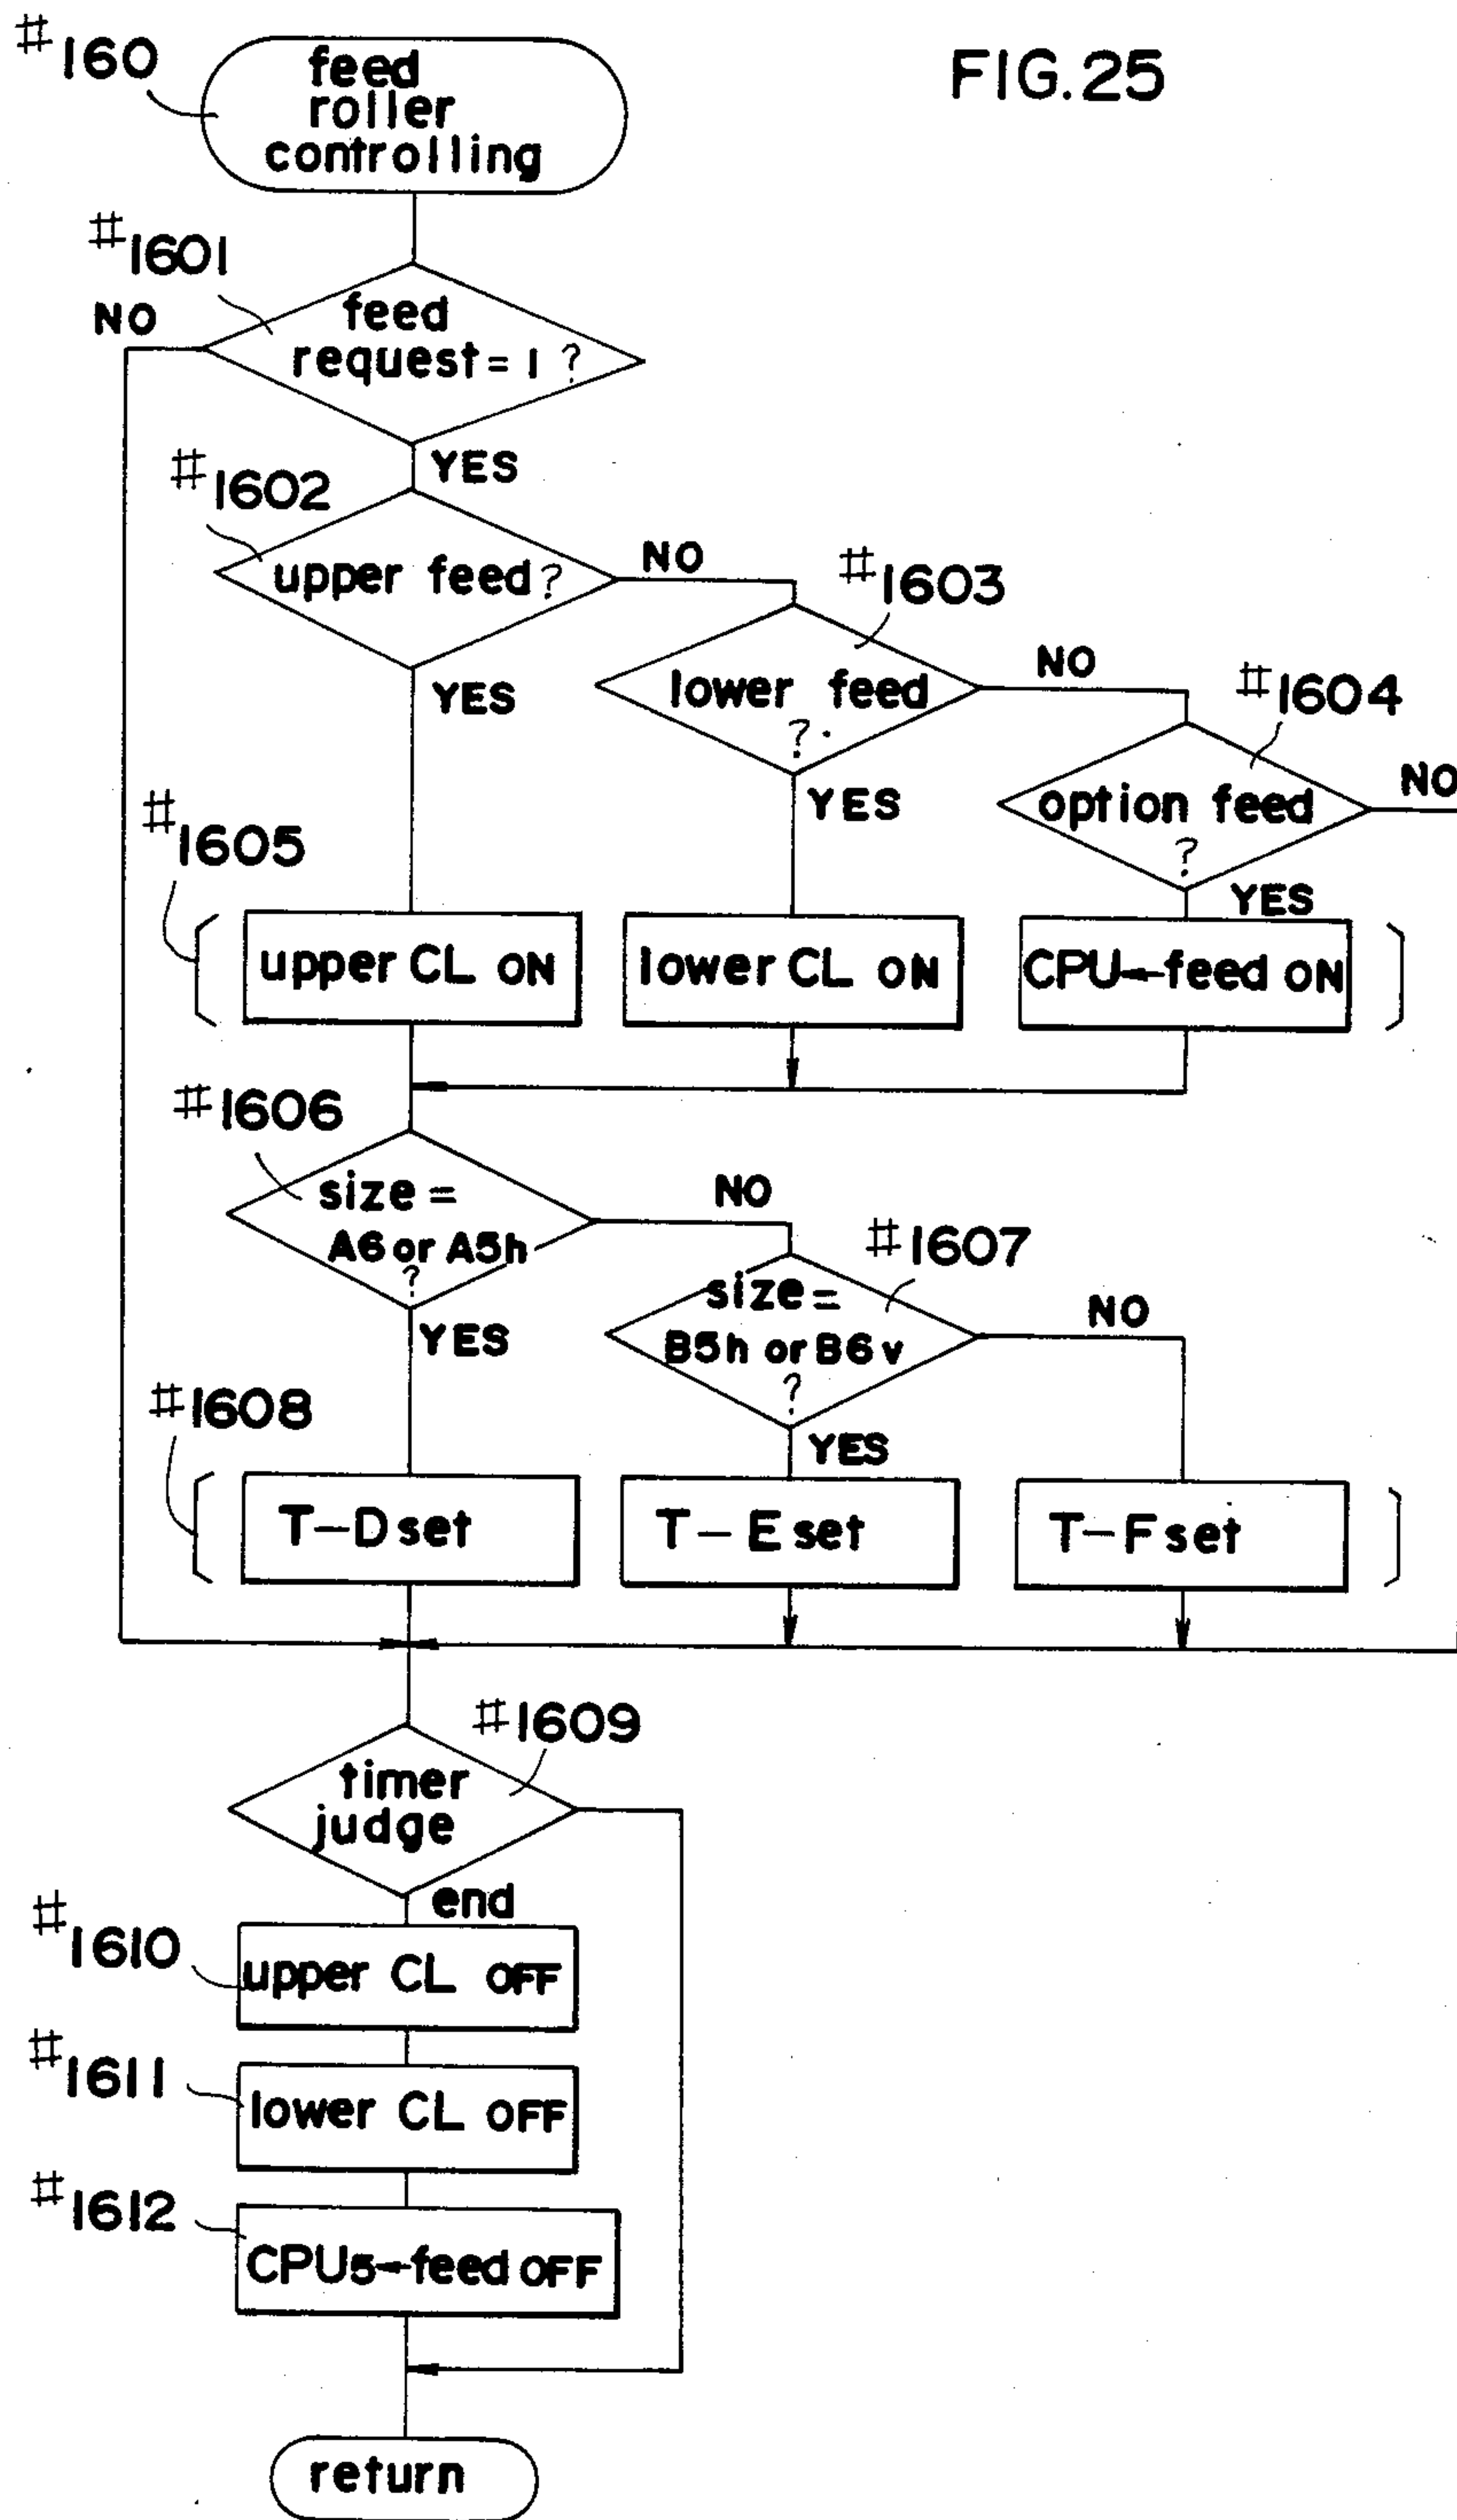 #160
feed
roller
controlling
FIG.25
#1601
NO
feed
request=1?
YES
#1602
upper feed?
NO
#1603
lower feed
?
NO
#1604
option feed
?
NO
YES
YES
YES
#1605
upper CL ON
lower CL ON
CPU-feed ON
#1606
size=
A6 or A5h
?
NO
#1607
size=
B5h or B6v
?
NO
YES
YES
#1608
T-D set
T-E set
T-F set
#1609
timer
judge
end
#1610
upper CL OFF
#1611
lower CL OFF
#1612
CPU5-feed OFF
return